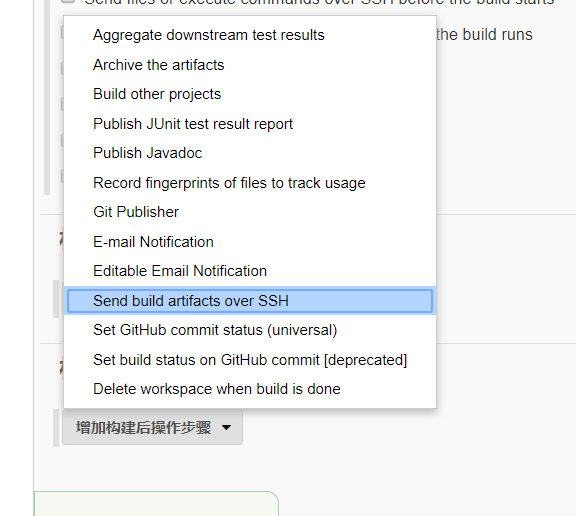 Send files or execute commands over SSH before the build starts
Aggregate downstream test results
the build runs
Archive the artifacts
Build other projects
Publish JUnit test result report
Publish Javadoc
Record fingerprints of files to track usage
Git Publisher
E-mail Notification
Editable Email Notification
Send build artifacts over SSH
Set GitHub commit status (universal)
Set build status on GitHub commit [deprecated]
Delete workspace when build is done
增加构建后操作步骤